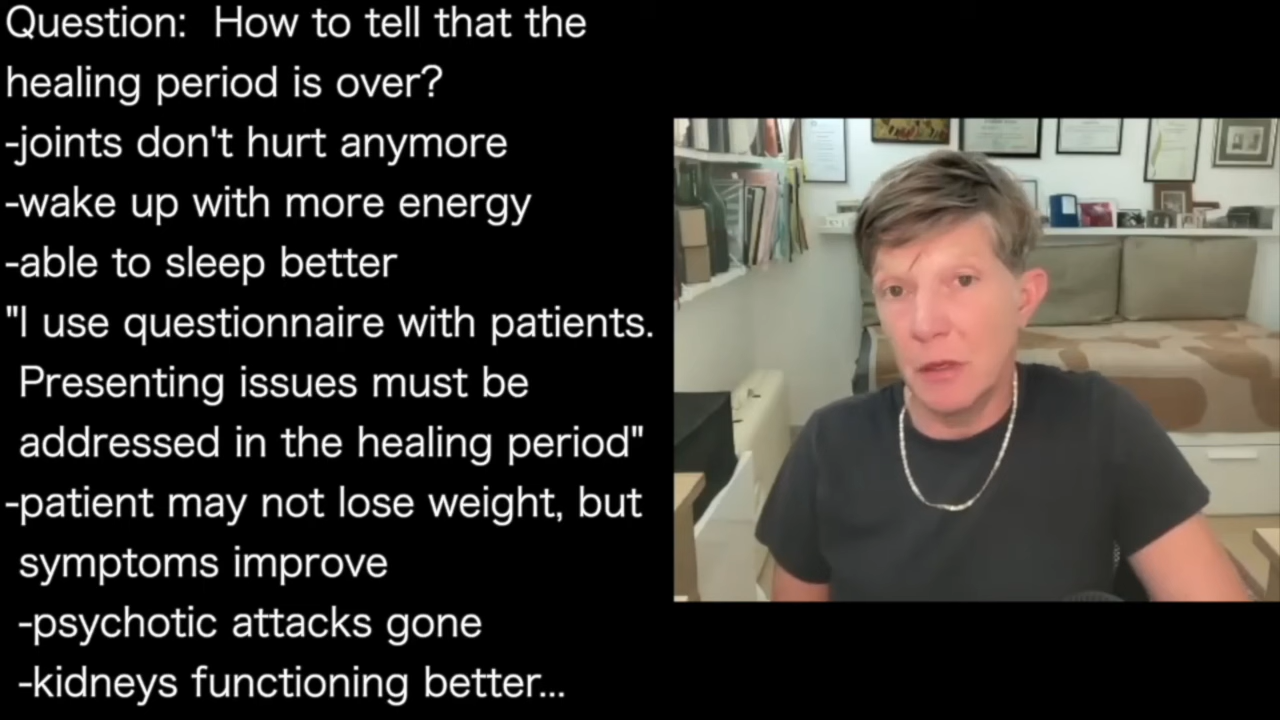 Question:  How to tell that the
healing period is over?
-joints don't hurt anymore
-wake up with more energy
-able to sleep better
"I use questionnaire with patients.
Presenting issues must be
addressed in the healing period"
-patient may not lose weight, but
symptoms improve
-psychotic attacks gone
-kidneys functioning better...